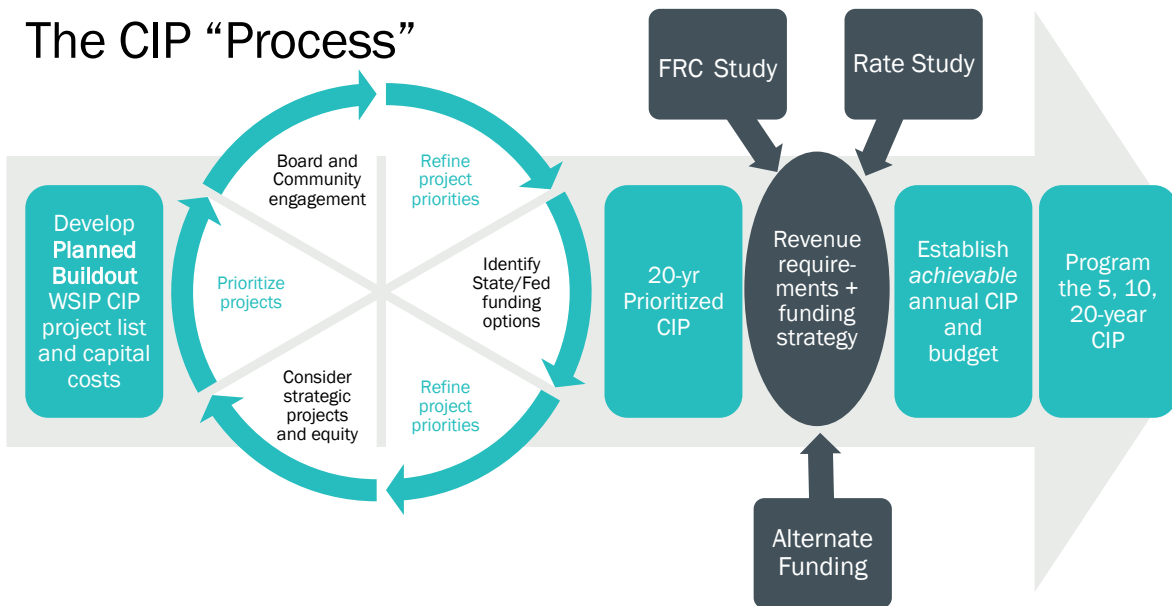 The CIP “Process”
FRC Study
Rate Study
Develop
Planned
Buildout
WSIP CIP
project list
and capital
costs
Board and
Community
engagement
Refine
project
priorities
Prioritize
projects
Identify
State/Fed
funding
options
Consider
strategic
projects
and equity
Refine
project
priorities
20-yr
Prioritized
CIP
Revenue
require-
ments +
funding
strategy
Establish
achievable
annual CIP
and
budget
Program
the 5, 10,
20-year
CIP
Alternate
Funding